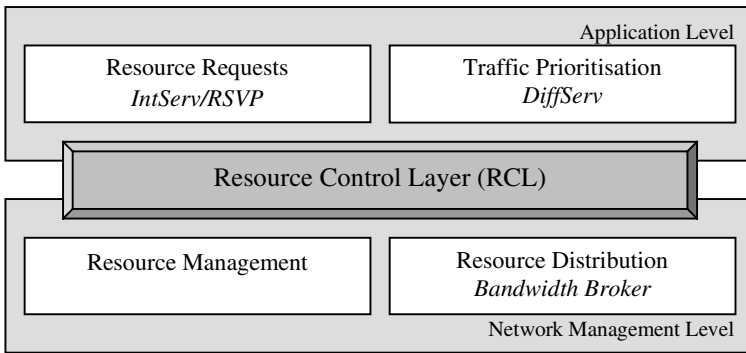 Application Level
Resource Requests
IntServ/RSVP
Traffic Prioritisation
DiffServ
Resource Control Layer (RCL)
Resource Management
Resource Distribution
Bandwidth Broker
Network Management Level